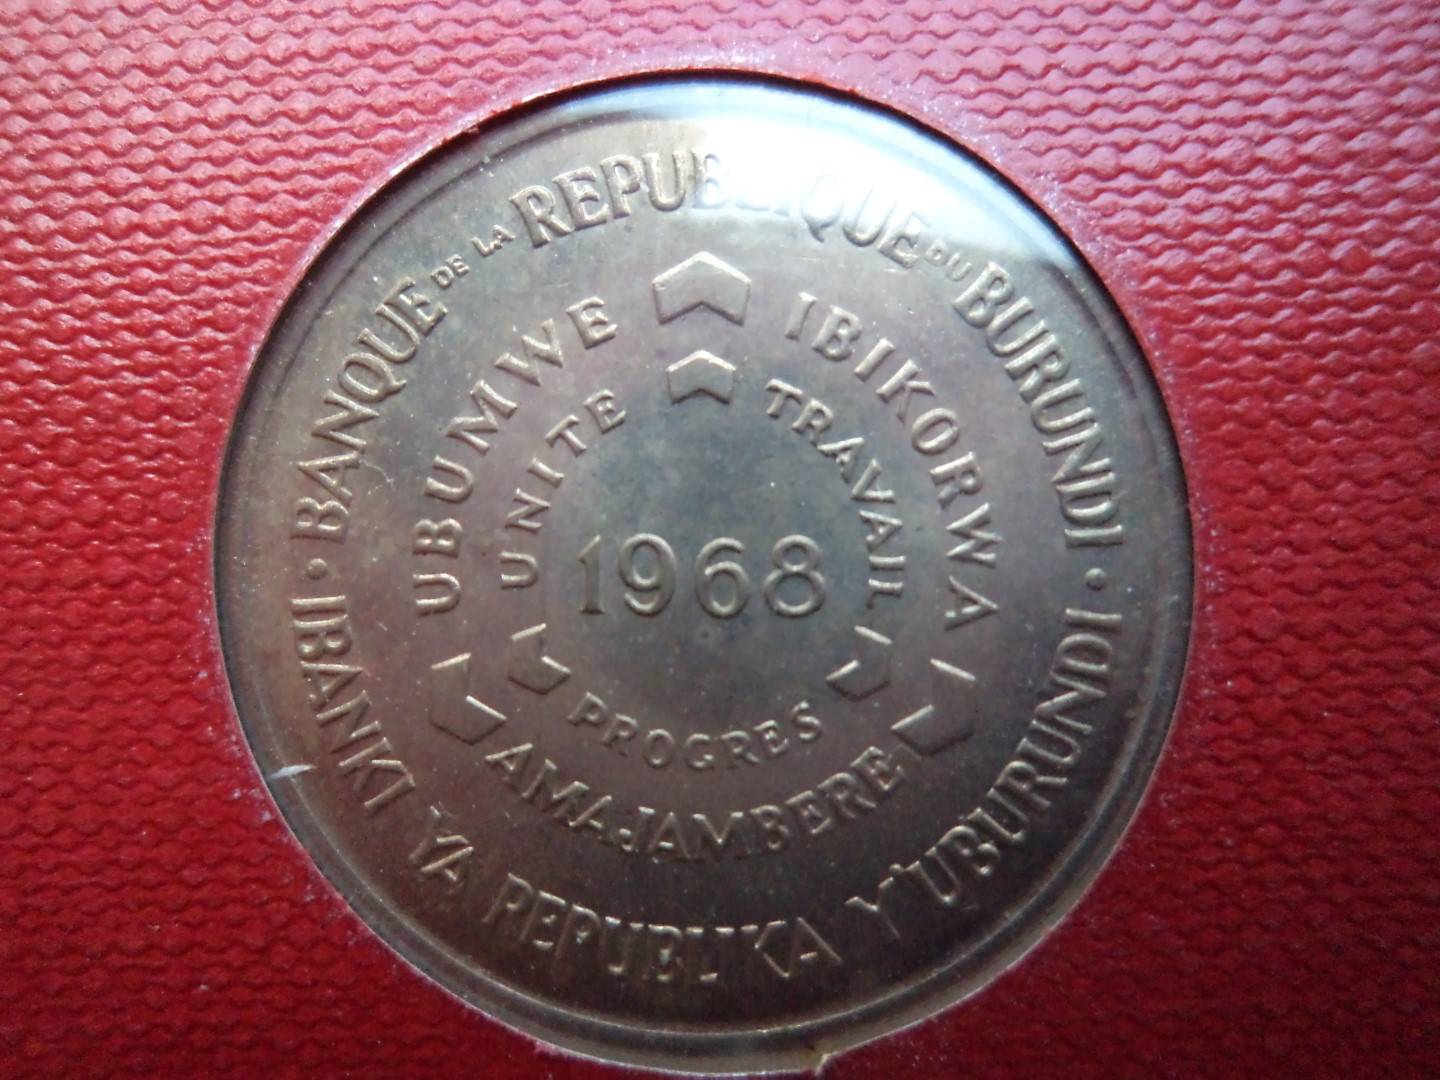 BANQUE DE LA REPUBLIQUE DU BURUNDI
IBANKI YA REPUBLIKA Y'UBURUNDI
UBUMWE IBIKORWA AMAJAMBERE
UNITE TRAVAIL PROGRES
1968